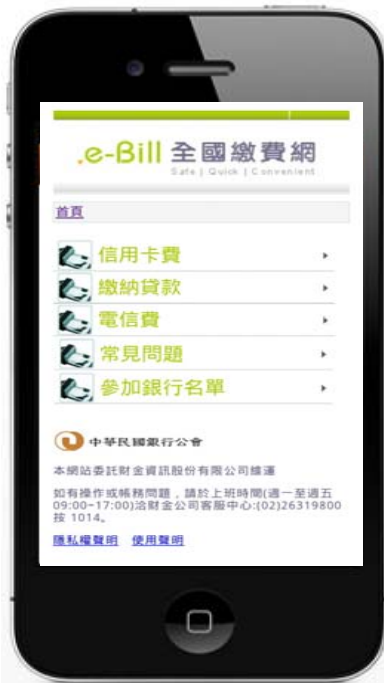 .e-Bill 全國繳費網
Safe | Quick | Convenient
首頁
信用卡費
繳納貸款
電信費
常見問題
參加銀行名單
中華民國銀行公會
本網站委託財金資訊股份有限公司維運
如有操作或帳務問題，請於上班時間(週一至週五
09:00~17:00)洽財金公司客服中心:(02)26319800
按 1014。
隱私權聲明 使用聲明